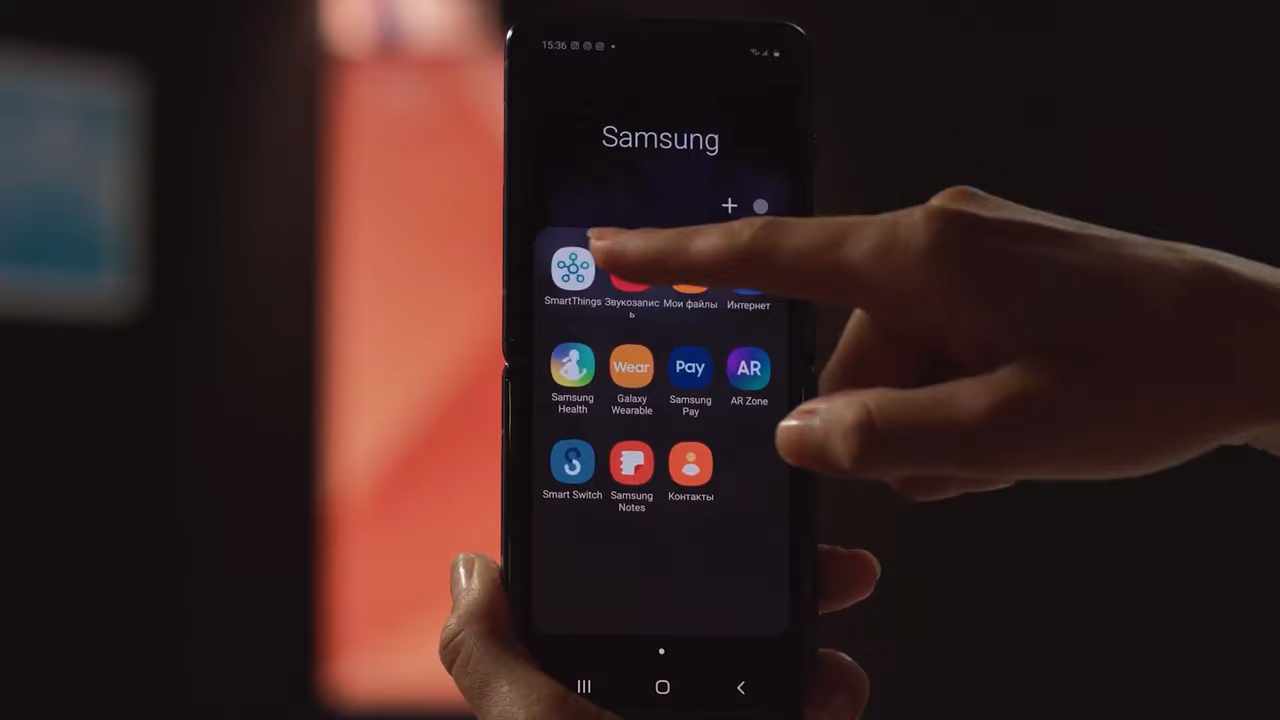 15:36
Samsung
SmartThings Звукозапис Мои файлы Интернет
ь
Wear Pay AR
Samsung Galaxy Samsung AR Zone
Health Wearable Pay
Smart Switch Samsung Контакты
Notes